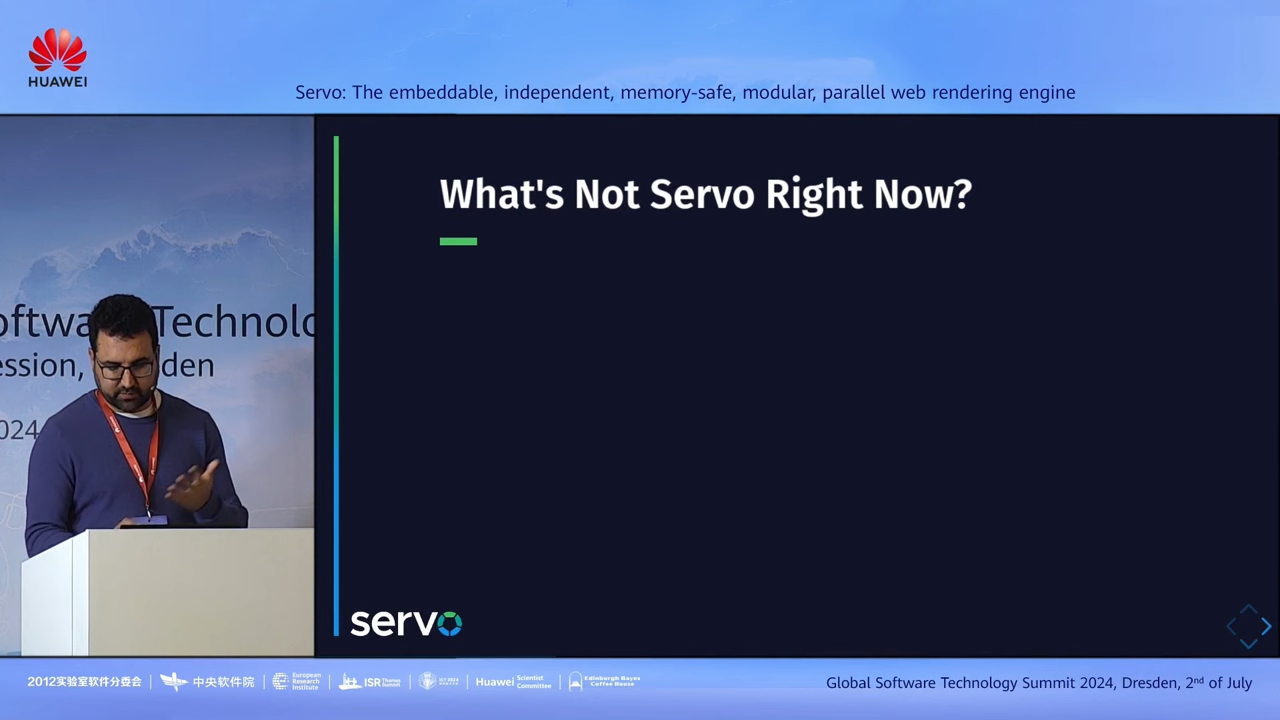 HUAWEI
Servo: The embeddable, independent, memory-safe, modular, parallel web rendering engine
What's Not Servo Right Now?
oftwa Technolo
ession, den
024
servo
2012实验室软件分委会
中央软件院
European
Research
Institute
ISR Thames
Summit
Huawei Scientist
Committee
Edinburgh Bayes
Coffee House
Global Software Technology Summit 2024, Dresden, 2nd of July